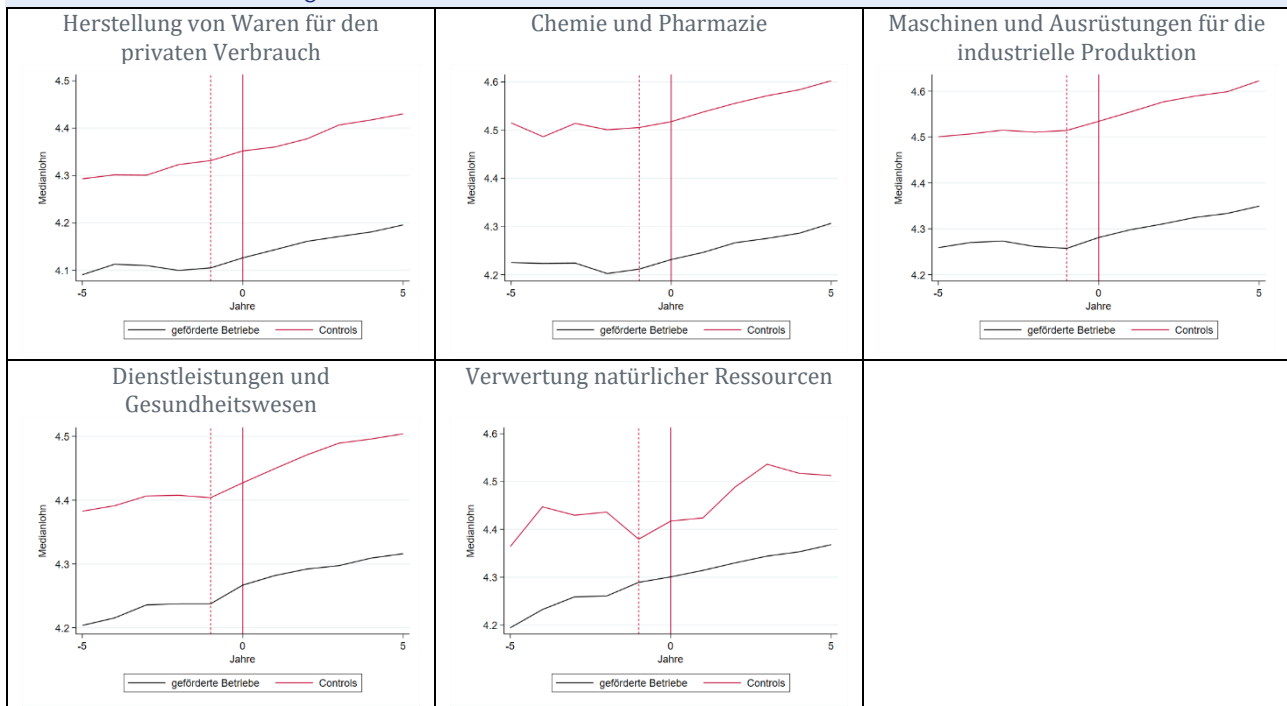 Herstellung von Waren für den
privaten Verbrauch
4.5
4.4
4.3
4.2
4.1
Medianlohn
-5
0
5
Jahre
geförderte Betriebe
Controls
Chemie und Pharmazie
4.6
4.5
4.4
4.3
4.2
Medianlohn
-5
0
5
Jahre
geförderte Betriebe
Controls
Maschinen und Ausrüstungen für die
industrielle Produktion
4.6
4.5
4.4
4.3
4.2
Medianlohn
-5
0
5
Jahre
geförderte Betriebe
Controls
Dienstleistungen und
Gesundheitswesen
4.5
4.4
4.3
4.2
Medianlohn
-5
0
5
Jahre
geförderte Betriebe
Controls
Verwertung natürlicher Ressourcen
4.6
4.5
4.4
4.3
4.2
Medianlohn
-5
0
5
Jahre
geförderte Betriebe
Controls